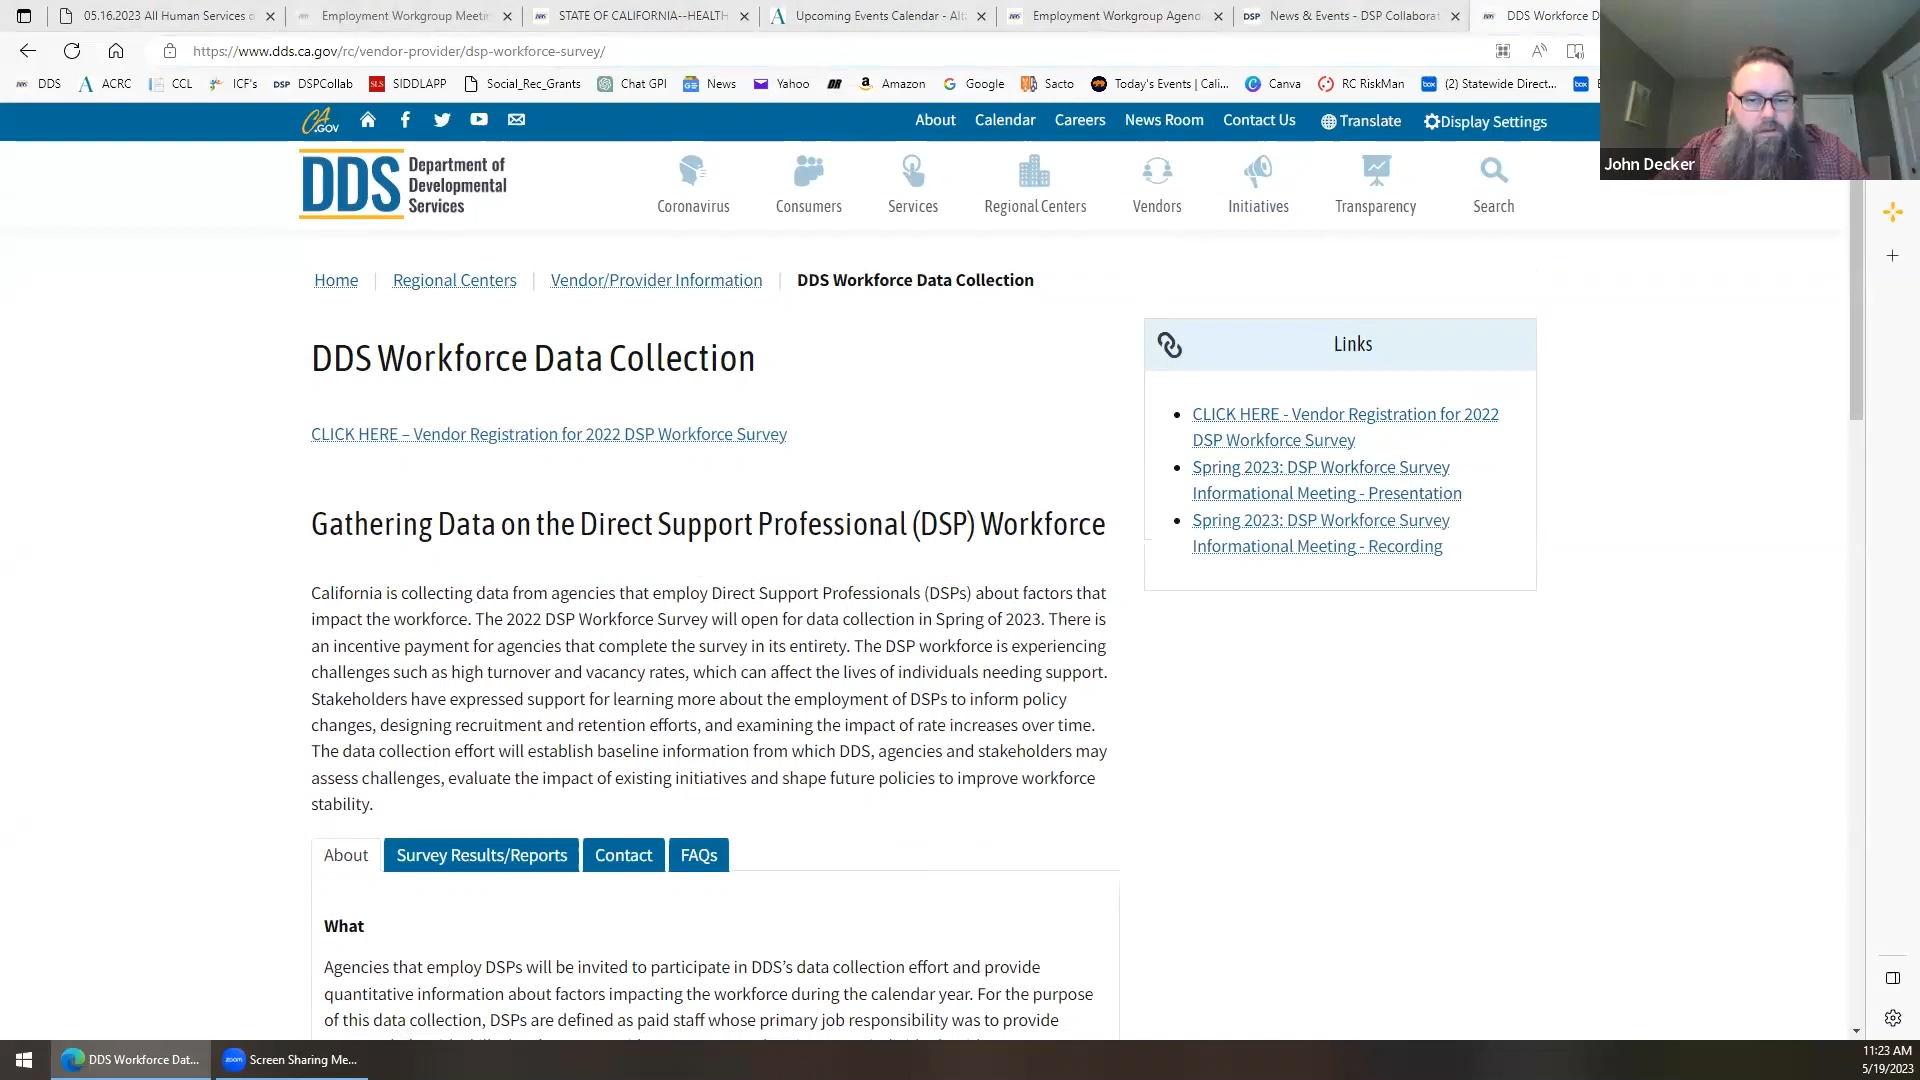 05.16.2023 All Human Services
Employment Workgroup Meetin
STATE OF CALIFORNIA--HEALTH
Upcoming Events Calendar - Alt
Employment Workgroup Agend
DSP News & Events - DSP Collaborat
DDS Workforce D
https://www.dds.ca.gov/rc/vendor-provider/dsp-workforce-survey/
DDS ACRC CCL ICF's DSP DSPCollab SLS SIDDLAPP Social_Rec_Grants Chat GPI News Yahoo Amazon Google Sacto Today's Events | Cali... Canva RC RiskMan box (2) Statewide Direct... box
CA.GOV
About Calendar Careers News Room Contact Us Translate Display Settings
John Decker
DDS Department of
Developmental
Services
Coronavirus Consumers Services Regional Centers Vendors Initiatives Transparency Search
Home | Regional Centers | Vendor/Provider Information | DDS Workforce Data Collection
DDS Workforce Data Collection
CLICK HERE – Vendor Registration for 2022 DSP Workforce Survey
Gathering Data on the Direct Support Professional (DSP) Workforce
California is collecting data from agencies that employ Direct Support Professionals (DSPs) about factors that
impact the workforce. The 2022 DSP Workforce Survey will open for data collection in Spring of 2023. There is
an incentive payment for agencies that complete the survey in its entirety. The DSP workforce is experiencing
challenges such as high turnover and vacancy rates, which can affect the lives of individuals needing support.
Stakeholders have expressed support for learning more about the employment of DSPs to inform policy
changes, designing recruitment and retention efforts, and examining the impact of rate increases over time.
The data collection effort will establish baseline information from which DDS, agencies and stakeholders may
assess challenges, evaluate the impact of existing initiatives and shape future policies to improve workforce
stability.
Links
• CLICK HERE - Vendor Registration for 2022
DSP Workforce Survey
• Spring 2023: DSP Workforce Survey
Informational Meeting - Presentation
• Spring 2023: DSP Workforce Survey
Informational Meeting - Recording
About Survey Results/Reports Contact FAQs
What
Agencies that employ DSPs will be invited to participate in DDS's data collection effort and provide
quantitative information about factors impacting the workforce during the calendar year. For the purpose
of this data collection, DSPs are defined as paid staff whose primary job responsibility was to provide
DDS Workforce Dat...
zoom Screen Sharing Me...
11:23 AM
5/19/2023